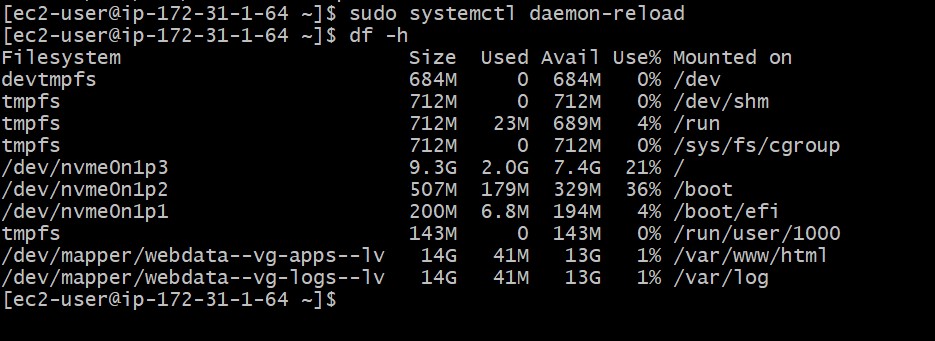 [ec2-user@ip-172-31-1-64 ~]$ sudo systemctl daemon-reload
[ec2-user@ip-172-31-1-64 ~]$ df -h
Filesystem                       Size  Used Avail Use% Mounted on
devtmpfs                         684M     0  684M   0% /dev
tmpfs                            712M     0  712M   0% /dev/shm
tmpfs                            712M   23M  689M   4% /run
tmpfs                            712M     0  712M   0% /sys/fs/cgroup
/dev/nvme0n1p3                   9.3G  2.0G  7.4G  21% /
/dev/nvme0n1p2                   507M  179M  329M  36% /boot
/dev/nvme0n1p1                   200M  6.8M  194M   4% /boot/efi
tmpfs                            143M     0  143M   0% /run/user/1000
/dev/mapper/webdata--vg-apps--lv  14G   41M   13G   1% /var/www/html
/dev/mapper/webdata--vg-logs--lv  14G   41M   13G   1% /var/log
[ec2-user@ip-172-31-1-64 ~]$